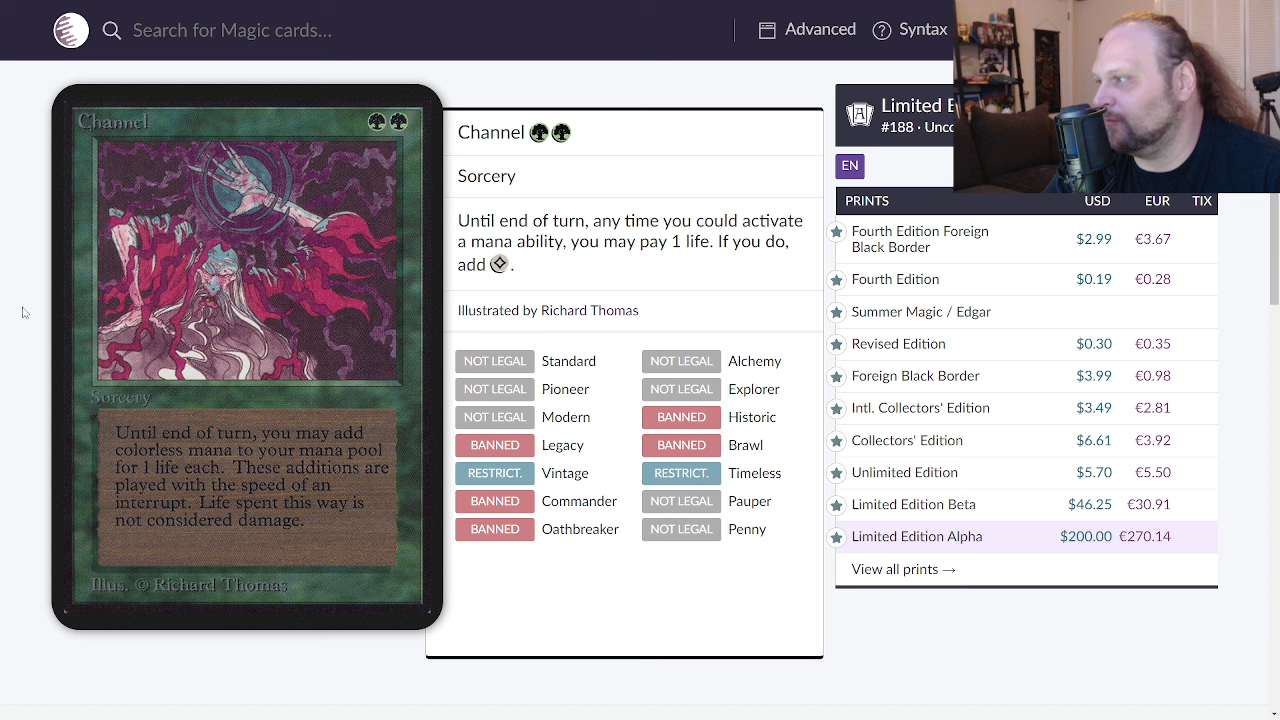 Search for Magic cards...
Advanced
Syntax
Channel
Sorcery
Until end of turn, you may add
colorless mana to your mana pool
for 1 life each. These additions are
played with the speed of an
interrupt. Life spent this way is
not considered damage.
Illus. © Richard Thomas
Channel
Sorcery
Until end of turn, any time you could activate
a mana ability, you may pay 1 life. If you do,
add .
Illustrated by Richard Thomas
NOT LEGAL Standard NOT LEGAL Alchemy
NOT LEGAL Pioneer NOT LEGAL Explorer
NOT LEGAL Modern BANNED Historic
BANNED Legacy BANNED Brawl
RESTRICT. Vintage RESTRICT. Timeless
BANNED Commander NOT LEGAL Pauper
BANNED Oathbreaker NOT LEGAL Penny
Limited
#188 · Unco
EN
PRINTS USD EUR TIX
Fourth Edition Foreign
Black Border $2.99 €3.67
Fourth Edition $0.19 €0.28
Summer Magic / Edgar
Revised Edition $0.30 €0.35
Foreign Black Border $3.99 €0.98
Intl. Collectors' Edition $3.49 €2.81
Collectors' Edition $6.61 €3.92
Unlimited Edition $5.70 €5.50
Limited Edition Beta $46.25 €30.91
Limited Edition Alpha $200.00 €270.14
View all prints →